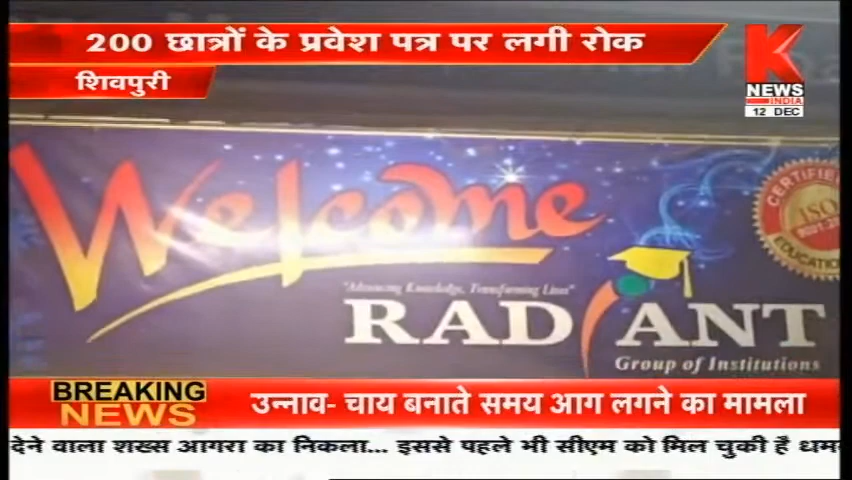 200 छात्रों के प्रवेश पत्र पर लगी रोक
शिवपुरी
K
NEWS
INDIA
12 DEC
Welcome
"Advancing Knowledge, Transforming Lives"
RADIANT
Group of Institutions
CERTIFIED
ISO
EDUCATION
BREAKING
NEWS
उन्नाव- चाय बनाते समय आग लगने का मामला
देने वाला शख्स आगरा का निकला... इससे पहले भी सीएम को मिल चुकी है धम